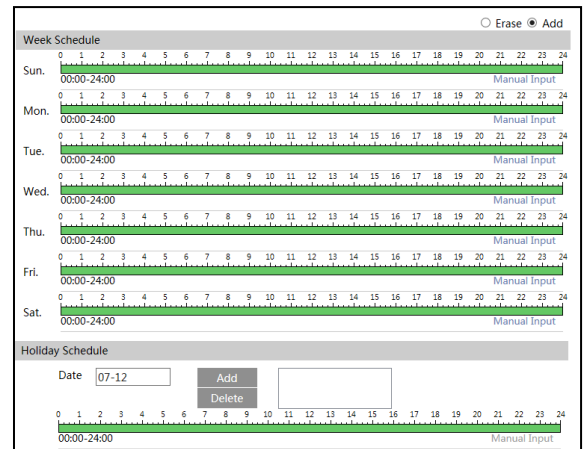 Erase Add
Week Schedule
0 1 2 3 4 5 6 7 8 9 10 11 12 13 14 15 16 17 18 19 20 21 22 23 24
Sun.
00:00-24:00 Manual Input
0 1 2 3 4 5 6 7 8 9 10 11 12 13 14 15 16 17 18 19 20 21 22 23 24
Mon.
00:00-24:00 Manual Input
0 1 2 3 4 5 6 7 8 9 10 11 12 13 14 15 16 17 18 19 20 21 22 23 24
Tue.
00:00-24:00 Manual Input
0 1 2 3 4 5 6 7 8 9 10 11 12 13 14 15 16 17 18 19 20 21 22 23 24
Wed.
00:00-24:00 Manual Input
0 1 2 3 4 5 6 7 8 9 10 11 12 13 14 15 16 17 18 19 20 21 22 23 24
Thu.
00:00-24:00 Manual Input
0 1 2 3 4 5 6 7 8 9 10 11 12 13 14 15 16 17 18 19 20 21 22 23 24
Fri.
00:00-24:00 Manual Input
0 1 2 3 4 5 6 7 8 9 10 11 12 13 14 15 16 17 18 19 20 21 22 23 24
Sat.
00:00-24:00 Manual Input
Holiday Schedule
Date 07-12 Add
Delete
0 1 2 3 4 5 6 7 8 9 10 11 12 13 14 15 16 17 18 19 20 21 22 23 24
00:00-24:00 Manual Input